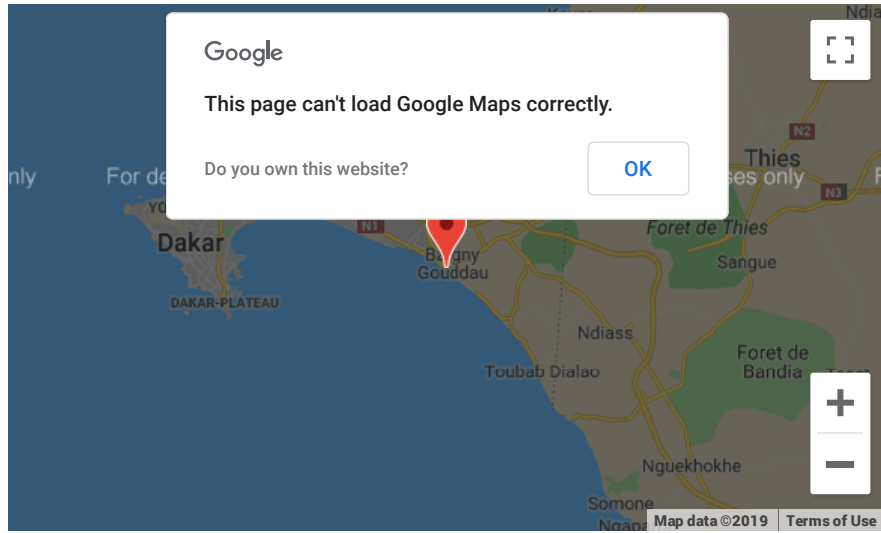 Ndia
Google
This page can't load Google Maps correctly.
N2
Thies
Do you own this website?
OK
nly
For de
ses only
N3
YO
N1
Foret de Thies
Dakar
Gouddau
Sangue
DAKAR-PLATEAU
Ndiass
Foret de
Bandia
Toubab Dialao
+
−
Nguekhokhe
Somone
Ngapa
Map data ©2019
Terms of Use